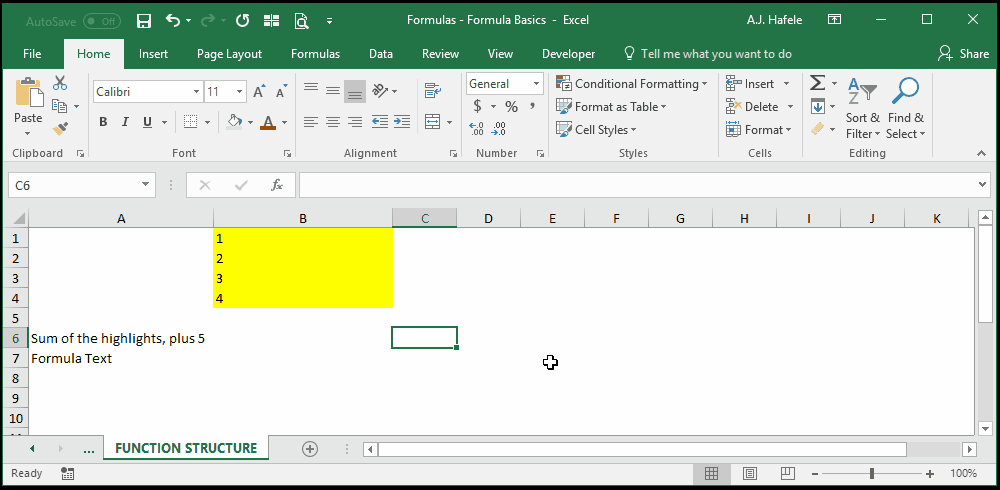 AutoSave Off Formulas - Formula Basics - Excel A.J. Hafele
File Home Insert Page Layout Formulas Data Review View Developer Tell me what you want to do Share
Calibri 11 General Conditional Formatting Insert
Paste B I U A $ % , Format as Table Delete Sort & Find &
Cell Styles Format Filter Select
Clipboard Font Alignment Number Styles Cells Editing
C6 fx
A B C D E F G H I J K
1 1
2 2
3 3
4 4
5
6 Sum of the highlights, plus 5
7 Formula Text
8
9
10
... FUNCTION STRUCTURE
Ready 100%